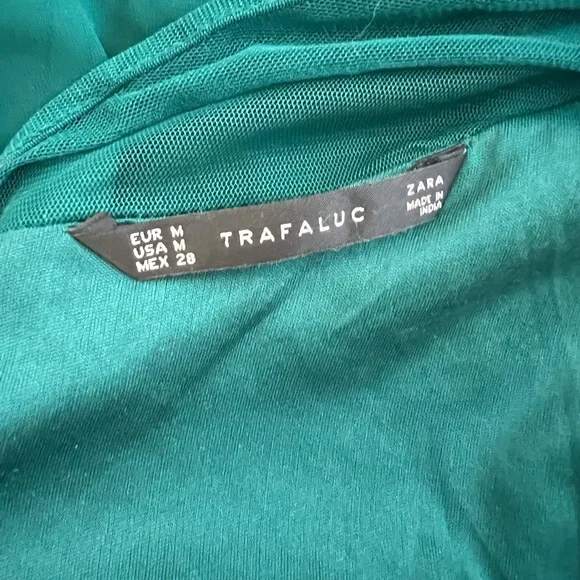 EUR M
USA M
MEX 28
TRAFALUC
ZARA
MADE IN
INDIA